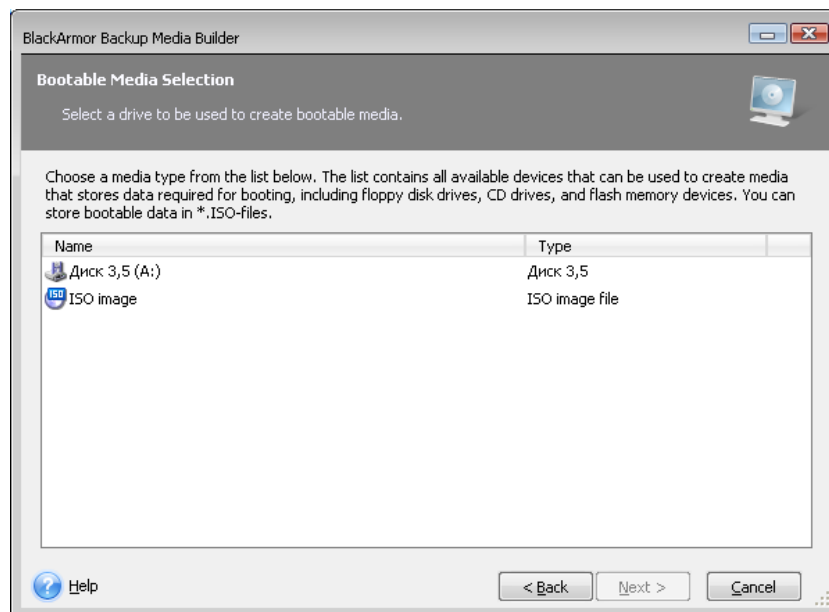 BlackArmor Backup Media Builder
Bootable Media Selection
Select a drive to be used to create bootable media.
Choose a media type from the list below. The list contains all available devices that can be used to create media
that stores data required for booting, including floppy disk drives, CD drives, and flash memory devices. You can
store bootable data in *.ISO-files.
Name Type
Диск 3,5 (A:) Диск 3,5
ISO ISO image ISO image file
Help < Back Next > Cancel